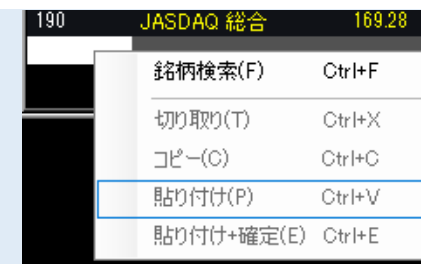 190 JASDAQ 総合 169.28
銘柄検索(F) Ctrl+F
切り取り(T) Ctrl+X
コピー(C) Ctrl+C
貼り付け(P) Ctrl+V
貼り付け+確定(E) Ctrl+E